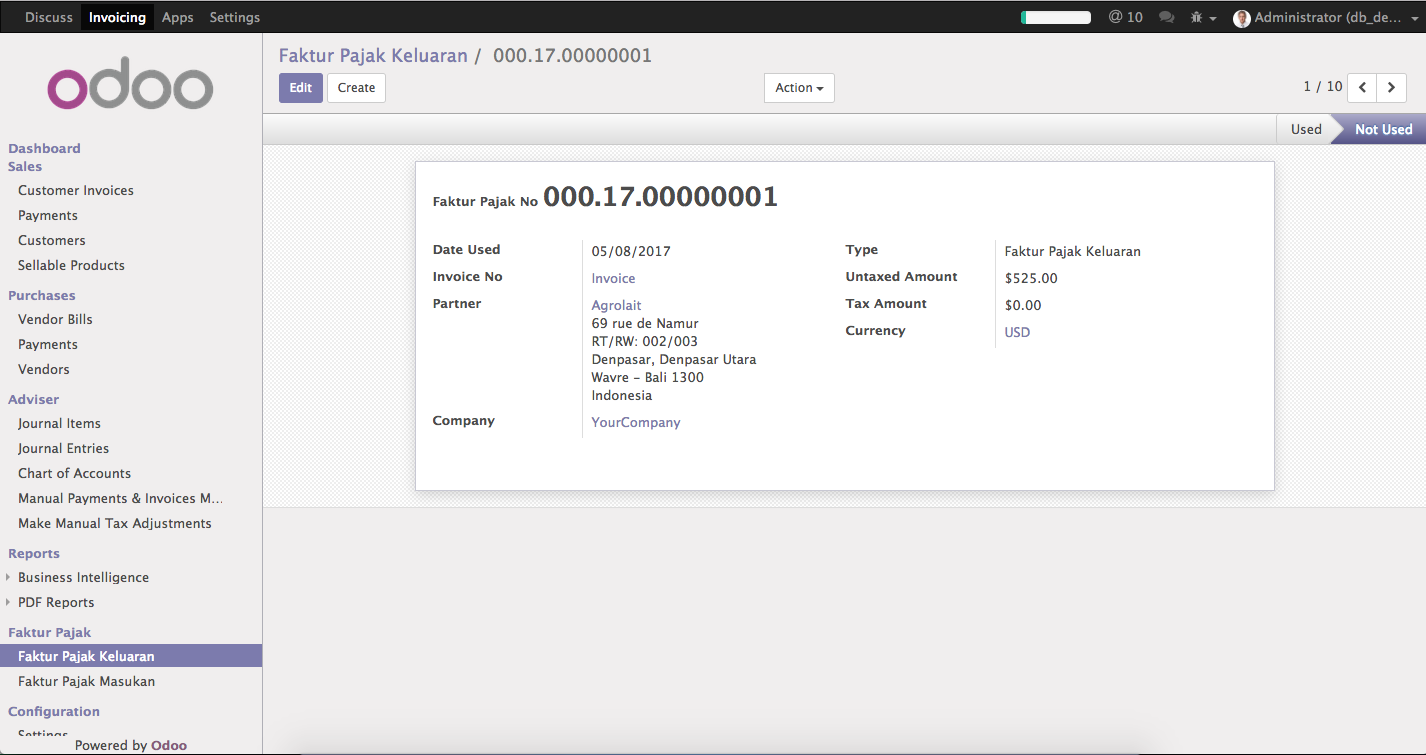 Discuss Invoicing Apps Settings @ 10 Administrator (db_de...
odoo
Dashboard
Sales
Customer Invoices
Payments
Customers
Sellable Products
Purchases
Vendor Bills
Payments
Vendors
Adviser
Journal Items
Journal Entries
Chart of Accounts
Manual Payments & Invoices M...
Make Manual Tax Adjustments
Reports
Business Intelligence
PDF Reports
Faktur Pajak
Faktur Pajak Keluaran
Faktur Pajak Masukan
Configuration
Settings
Powered by Odoo
Faktur Pajak Keluaran / 000.17.00000001
Edit Create Action 1 / 10
Used Not Used
Faktur Pajak No 000.17.00000001
Date Used 05/08/2017
Invoice No Invoice
Partner Agrolait
69 rue de Namur
RT/RW: 002/003
Denpasar, Denpasar Utara
Wavre - Bali 1300
Indonesia
Company YourCompany
Type Faktur Pajak Keluaran
Untaxed Amount $525.00
Tax Amount $0.00
Currency USD